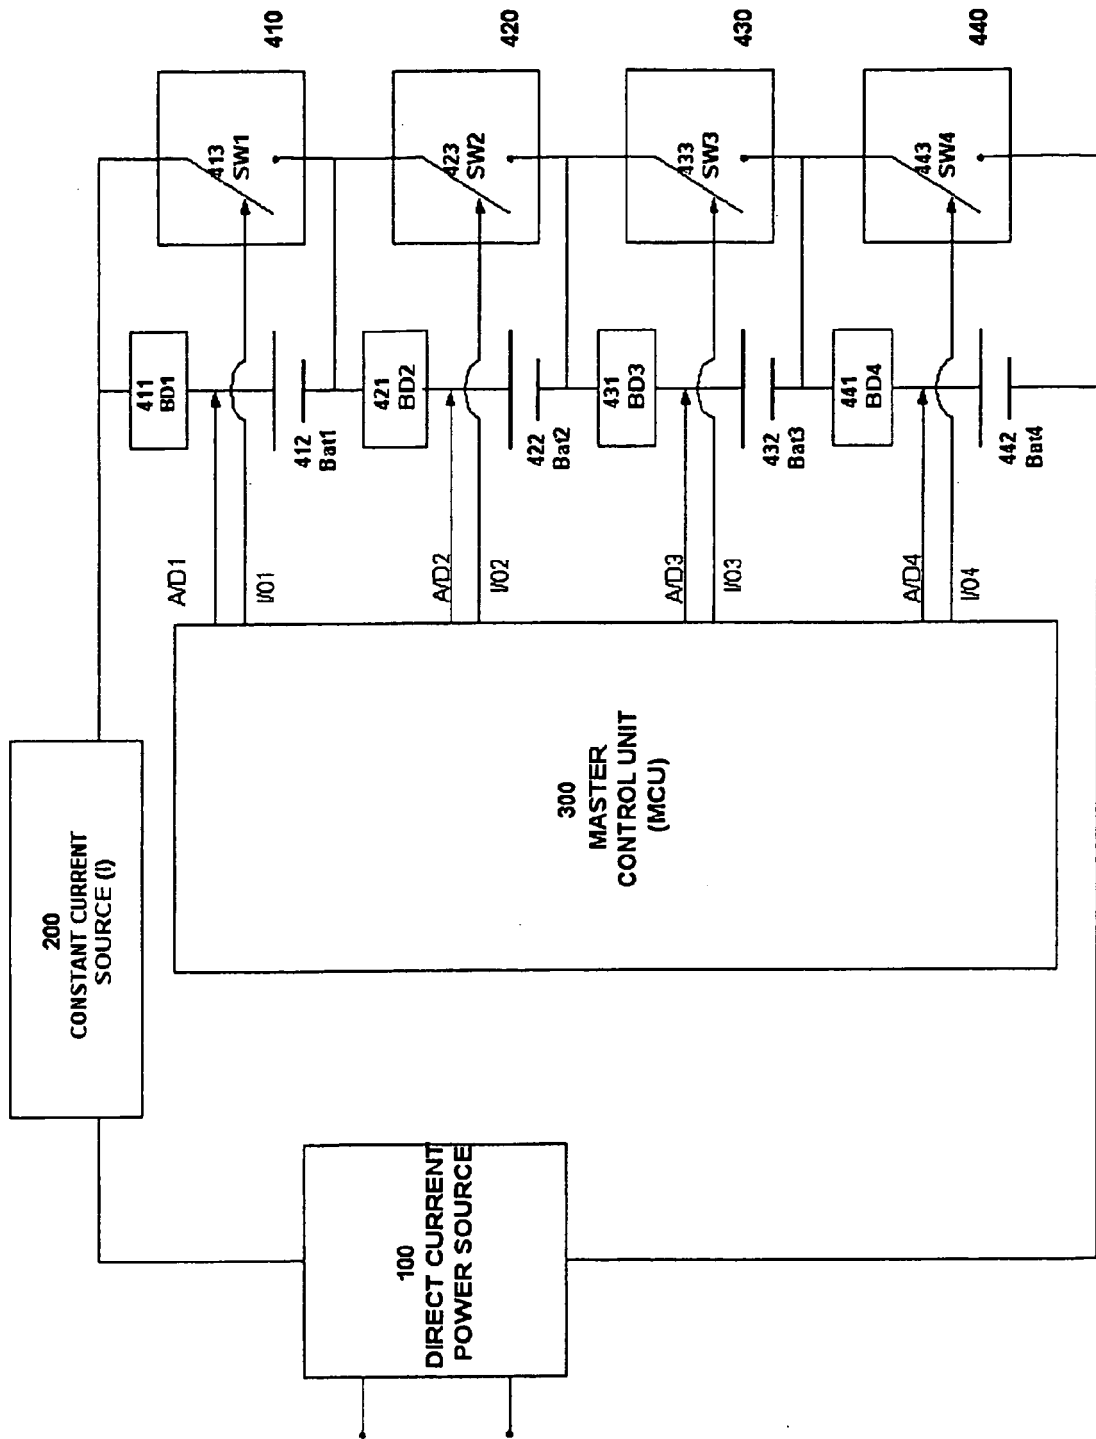 410
420
430
440
413
SW1
423
SW2
433
SW3
443
SW4
411
BD1
421
BD2
431
BD3
441
BD4
412
Bat1
422
Bat2
432
Bat3
442
Bat4
A/D1
I/O1
A/D2
I/O2
A/D3
I/O3
A/D4
I/O4
200
CONSTANT CURRENT
SOURCE (I)
300
MASTER
CONTROL UNIT
(MCU)
100
DIRECT CURRENT
POWER SOURCE